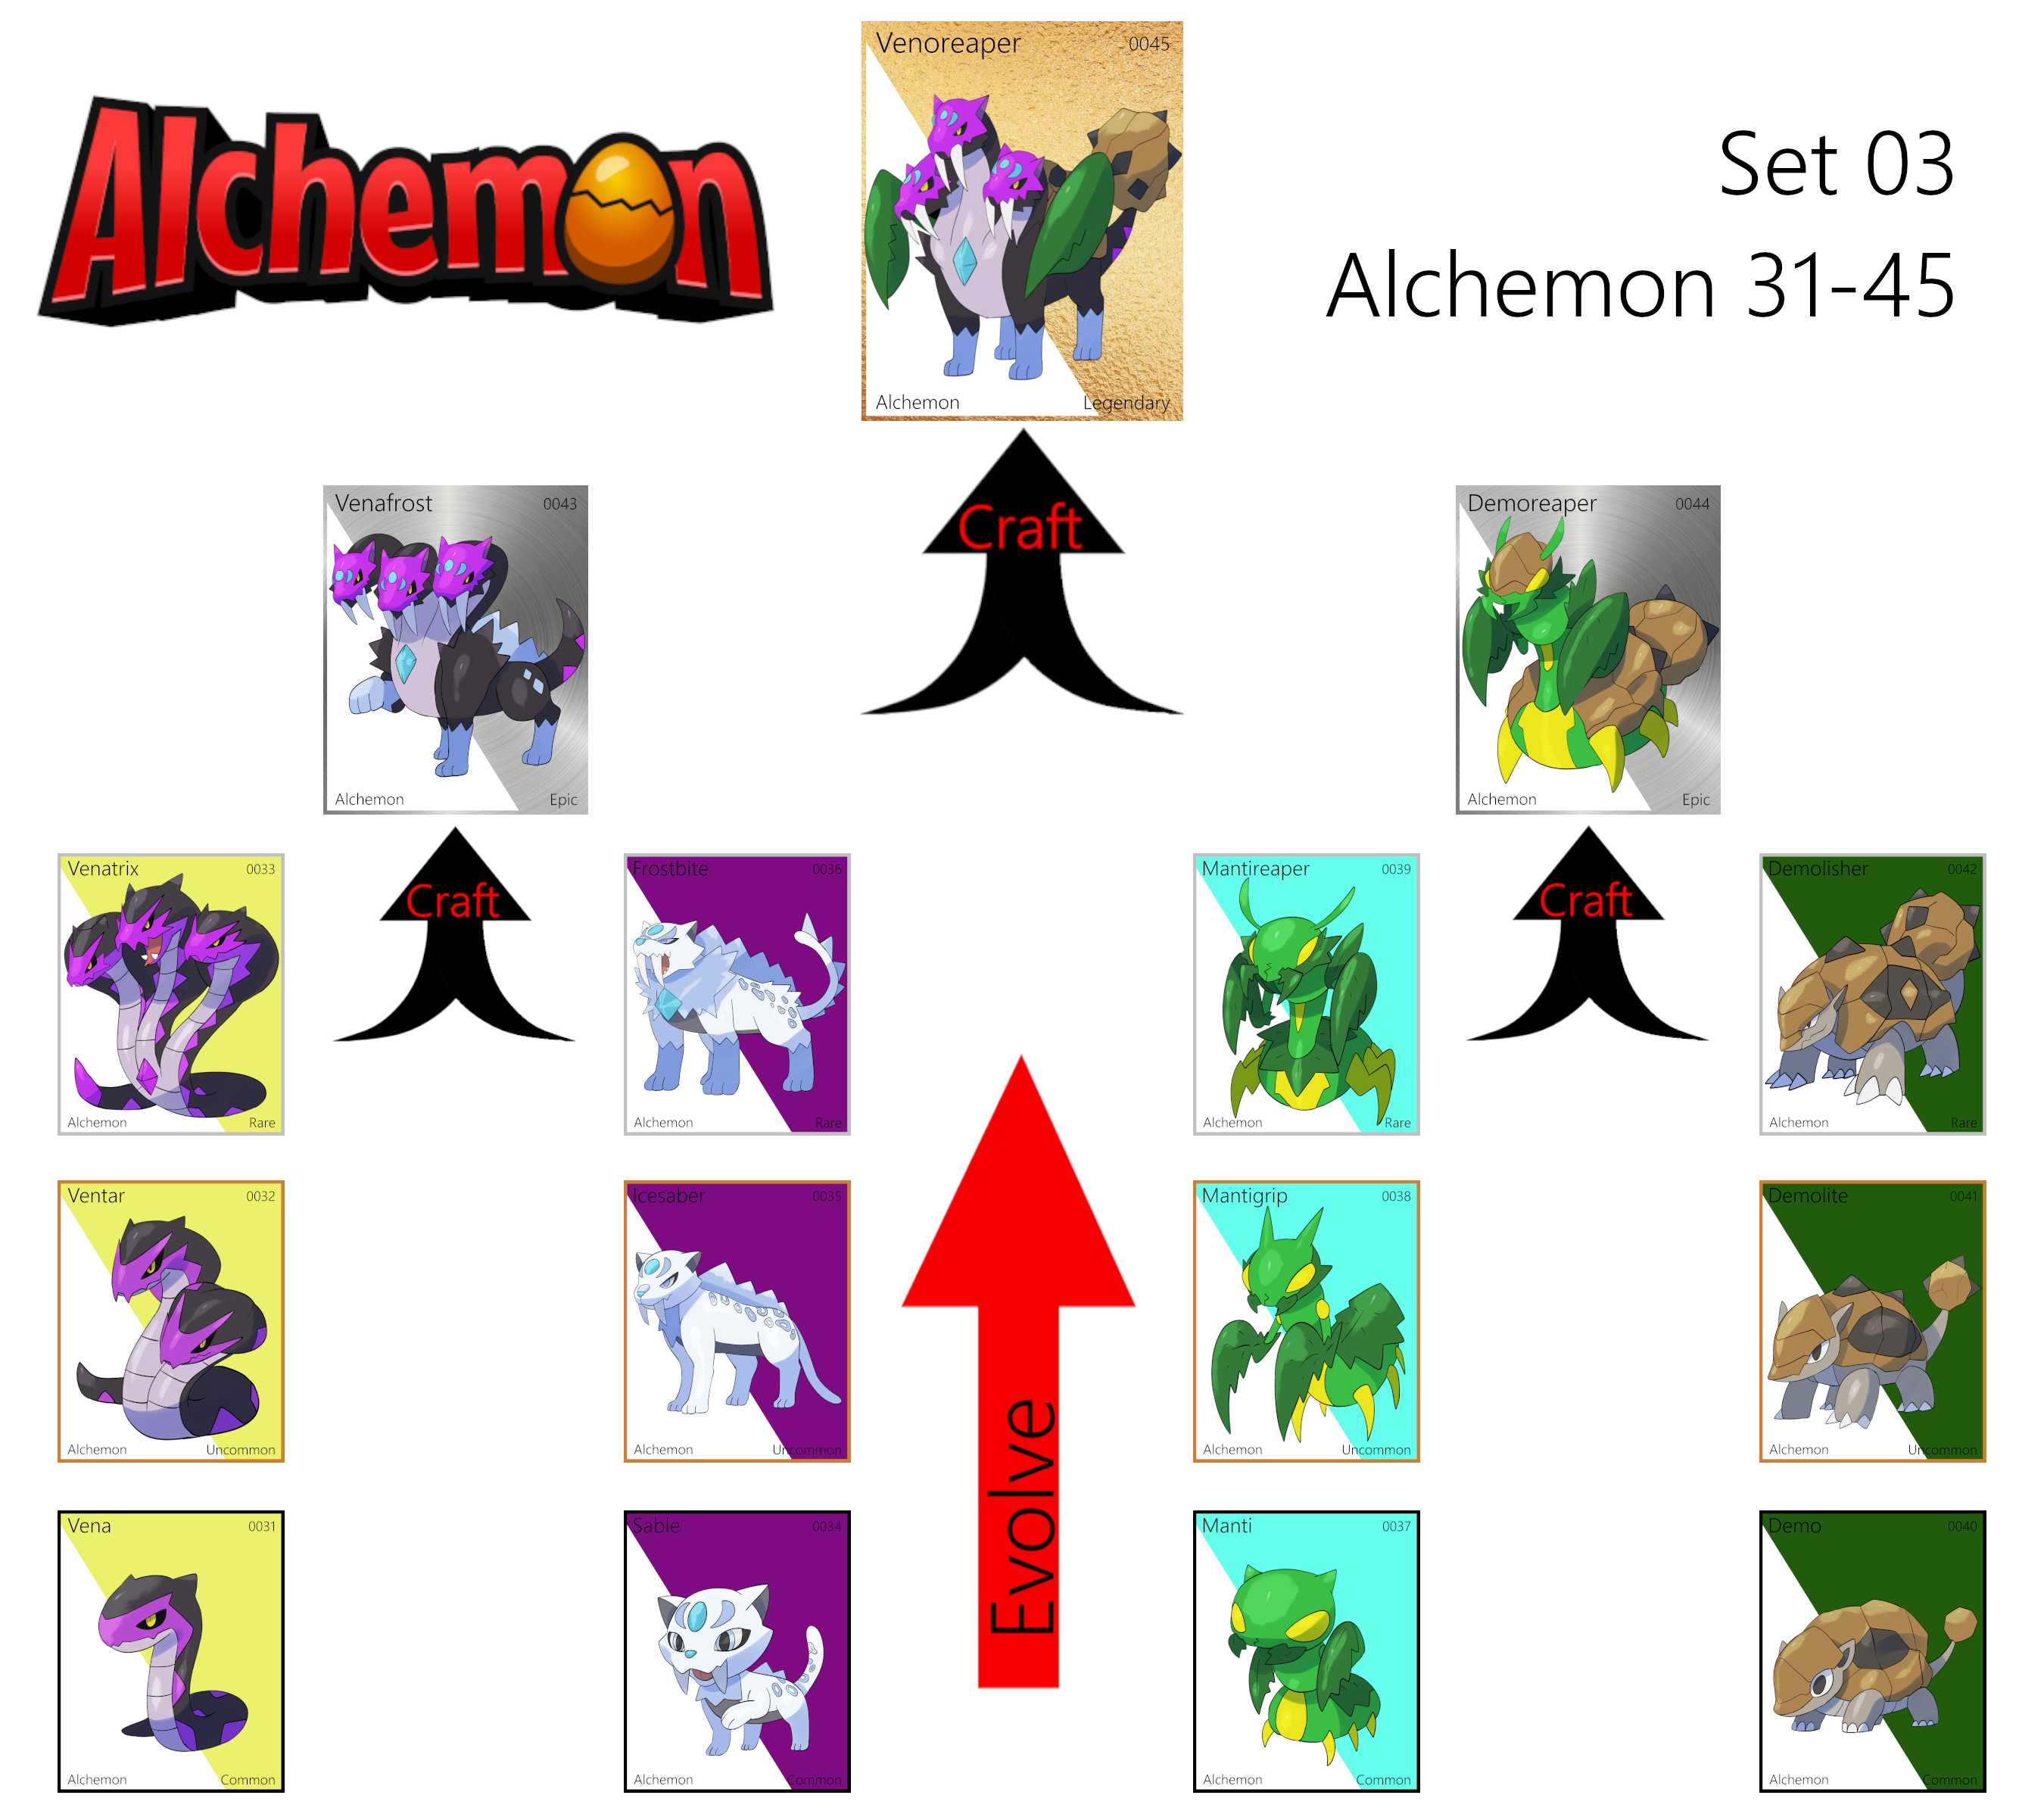 Alchemon
Set 03
Alchemon 31-45
Venoreaper 0045
Alchemon Legendary
Craft
Venafrost 0043
Alchemon Epic
Demoreaper 0044
Alchemon Epic
Craft
Craft
Venatrix 0033
Alchemon Rare
Frostbite 0036
Alchemon Rare
Mantireaper 0039
Alchemon Rare
Demolisher 0042
Alchemon Rare
Evolve
Ventar 0032
Alchemon Uncommon
Icesaber 0035
Alchemon Uncommon
Mantigrip 0038
Alchemon Uncommon
Demolite 0041
Alchemon Uncommon
Vena 0031
Alchemon Common
Sable 0034
Alchemon Common
Manti 0037
Alchemon Common
Demo 0040
Alchemon Common